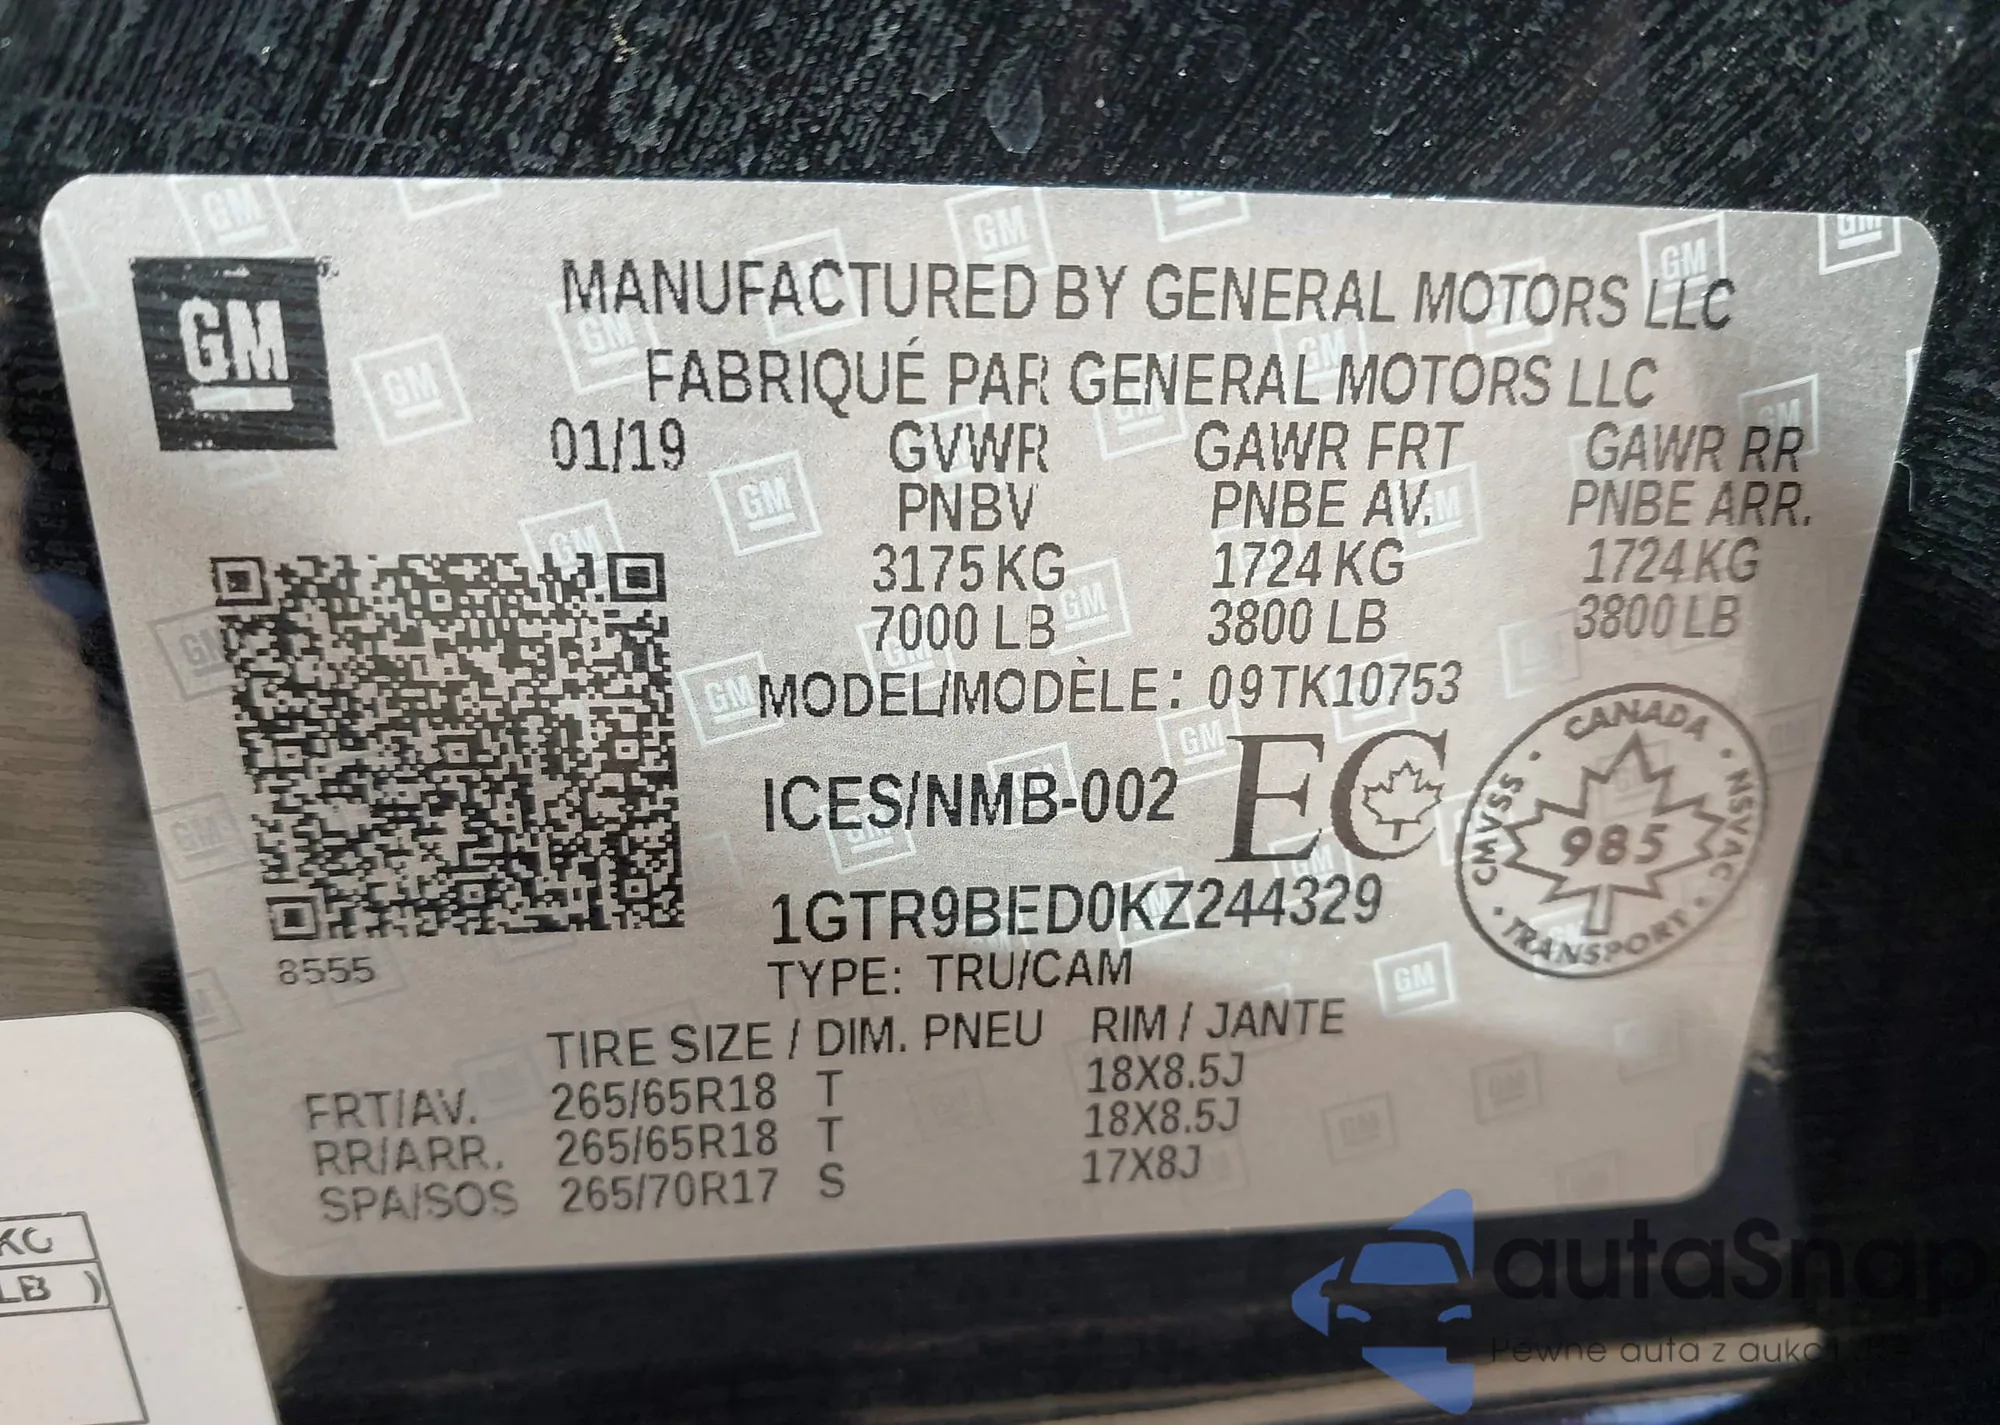 GM
MANUFACTURED BY GENERAL MOTORS LLC
FABRIQUÉ PAR GENERAL MOTORS LLC
01/19 GVWR GAWR FRT GAWR RR
PNBV PNBE AV. PNBE ARR.
3175 KG 1724 KG 1724 KG
7000 LB 3800 LB 3800 LB
MODEL/MODÈLE: 09TK10753
ICES/NMB-002 EC
CANADA
CMVSS NSVAC
985
TRANSPORT
1GTR9BED0KZ244329
8555
TYPE: TRU/CAM
TIRE SIZE / DIM. PNEU RIM / JANTE
FRT/AV. 265/65R18 T 18X8.5J
RR/ARR. 265/65R18 T 18X8.5J
SPA/SOS 265/70R17 S 17X8J
KG
LB )
autaSnap
Pewne auta z